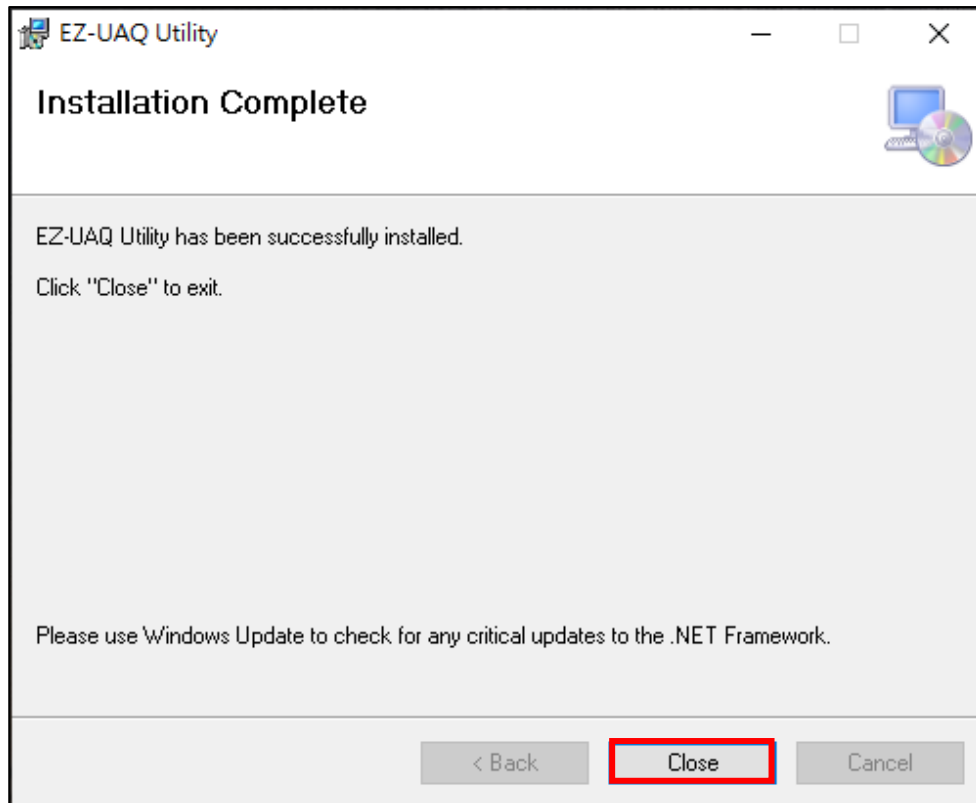 EZ-UAQ Utility
Installation Complete
EZ-UAQ Utility has been successfully installed.
Click "Close" to exit.
Please use Windows Update to check for any critical updates to the .NET Framework.
< Back
Close
Cancel